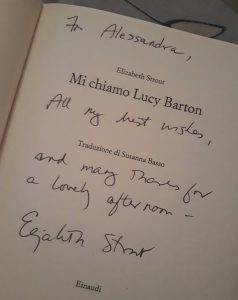 For Alessandra,
Elizabeth Strout
Mi chiamo Lucy Barton
All my best wishes,
Traduzione di Susanna Basso
and many thanks for
a lovely afternoon –
Elizabeth Strout
Einaudi